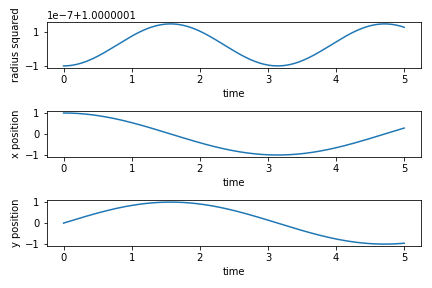 1e-7+1.0000001
radius squared
1
-1
0 1 2 3 4 5
time
x position
1
0
-1
0 1 2 3 4 5
time
y position
1
0
-1
0 1 2 3 4 5
time